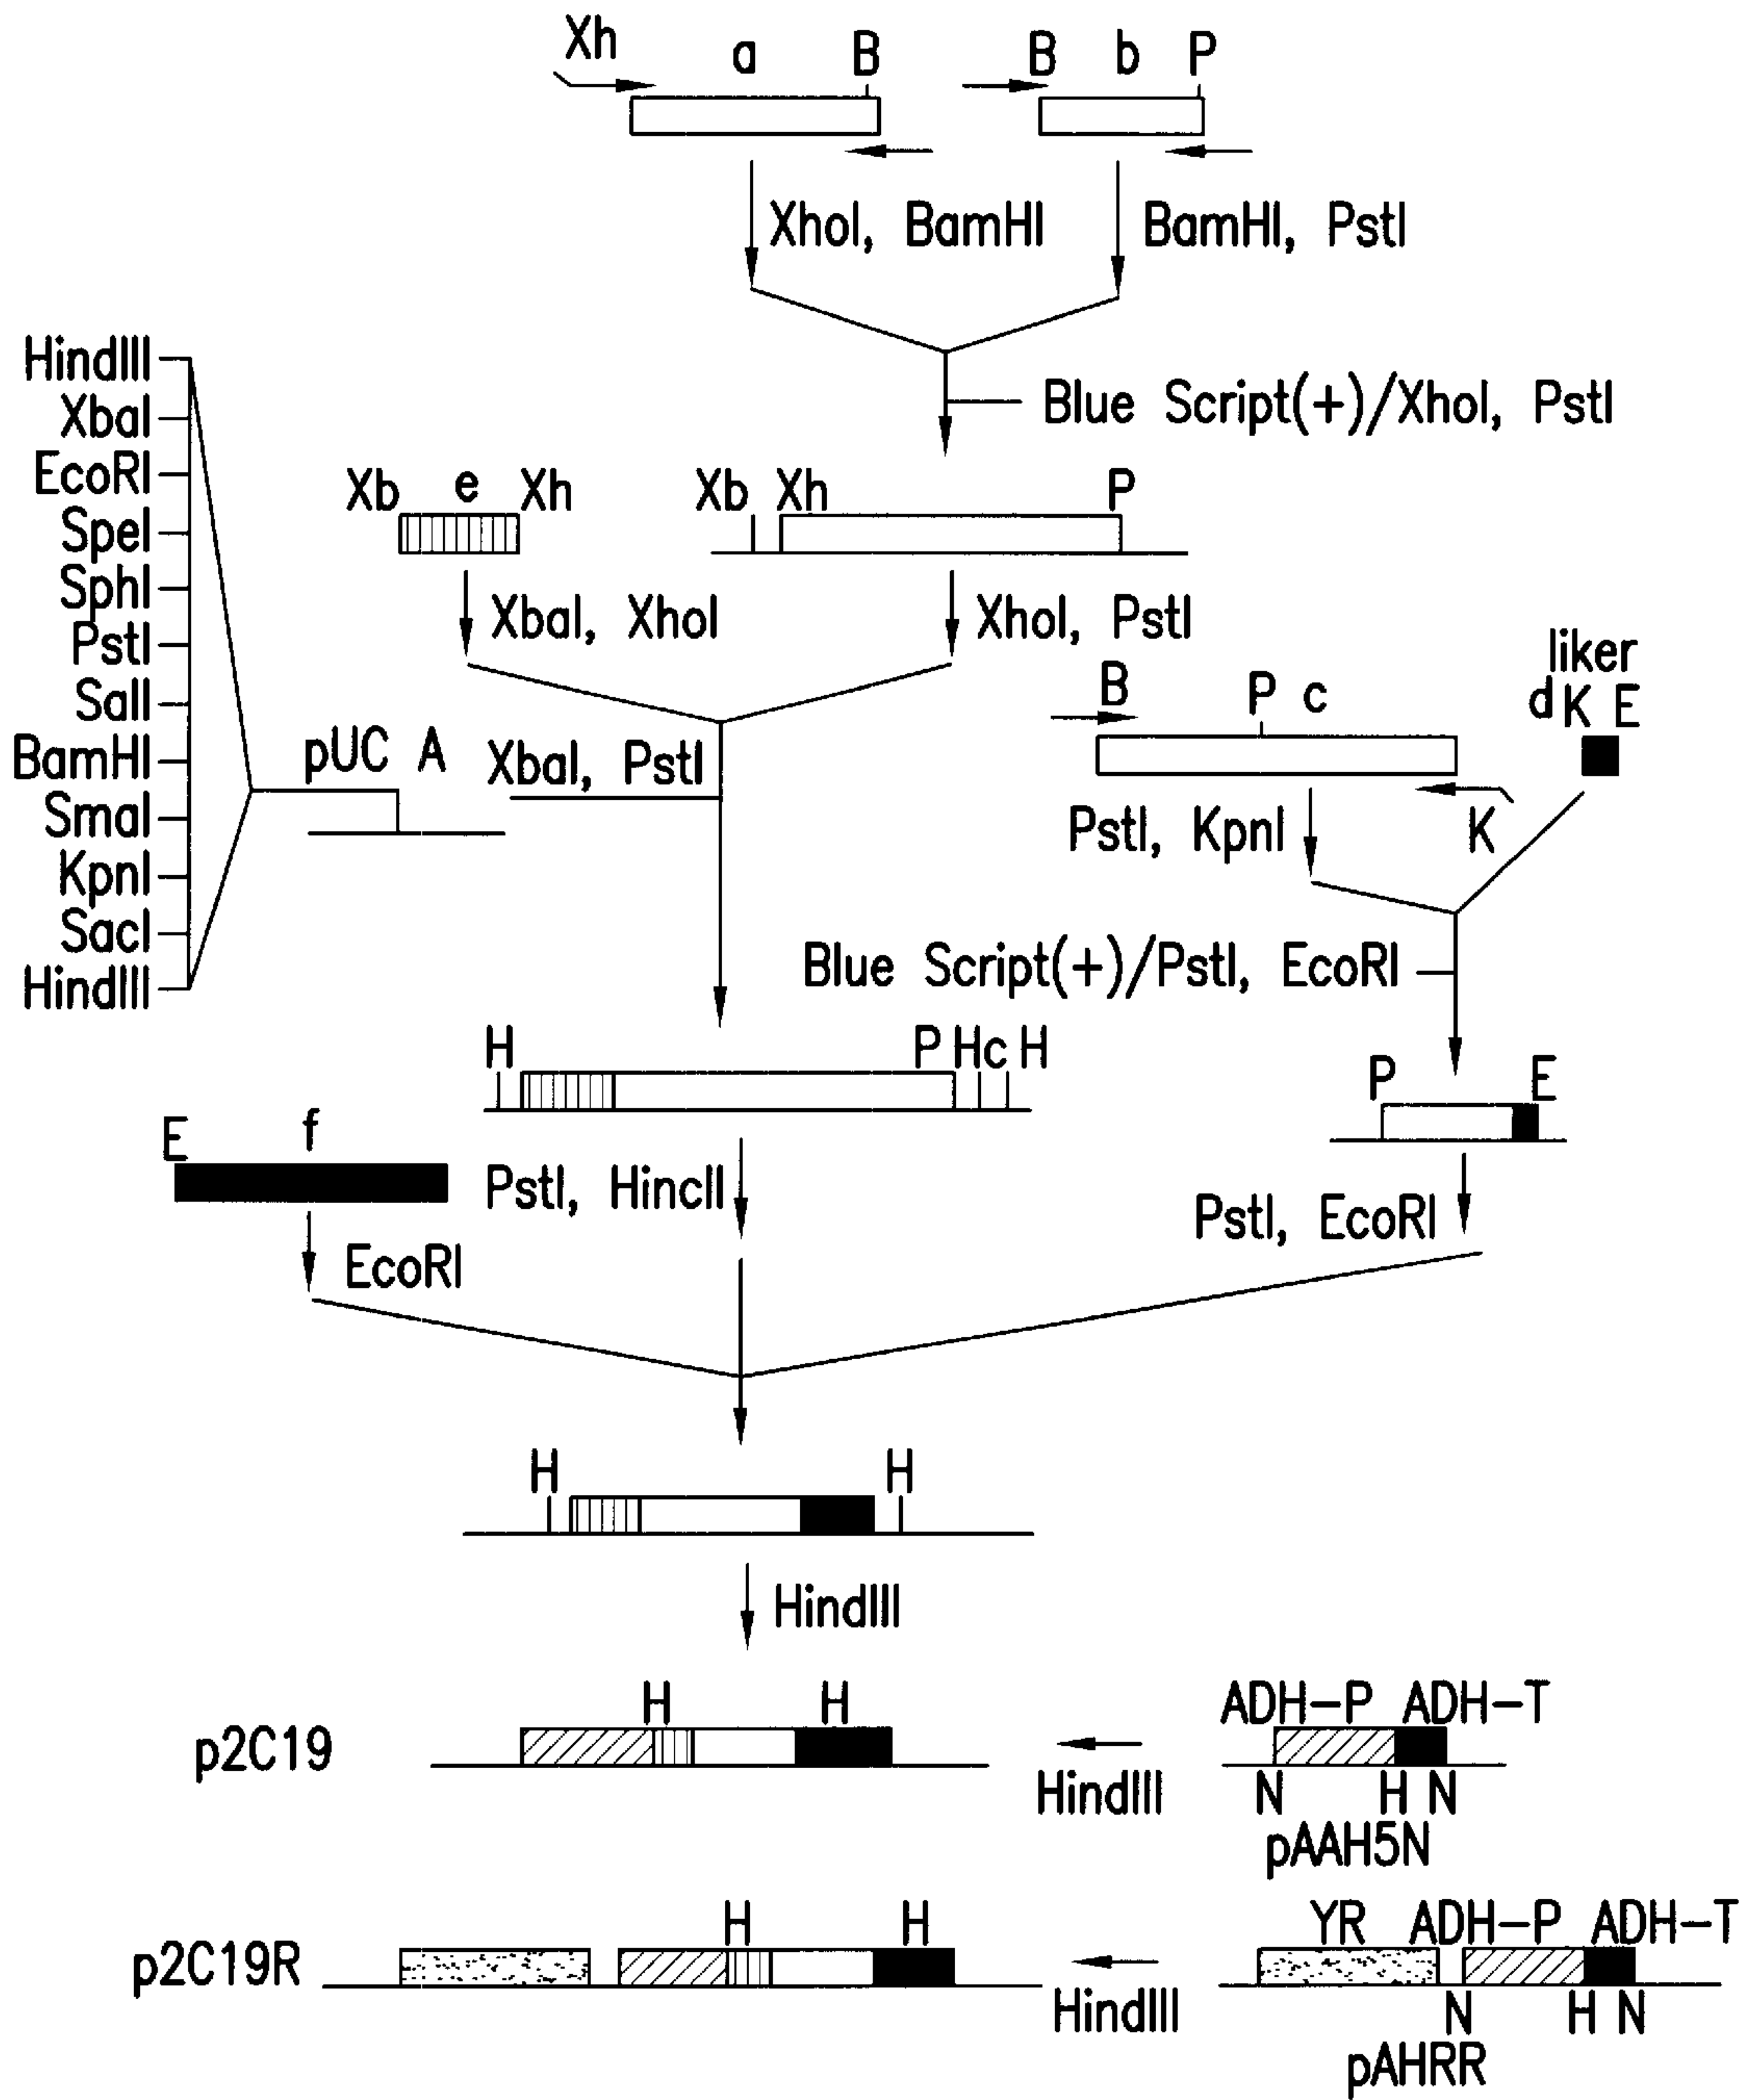 Xh a B B b P
XhoI, BamHI BamHI, PstI
HindIII
XbaI
EcoRI
SpeI
SphI
PstI
SalI
BamHI
SmaI
KpnI
SacI
HindIII
Blue Script(+)/XhoI, PstI
Xb e Xh Xb Xh P
XbaI, XhoI XhoI, PstI
liker
B P c d K E
pUC A XbaI, PstI
PstI, KpnI K
Blue Script(+)/PstI, EcoRI
H P Hc H
P E
E f
PstI, HincII
PstI, EcoRI
EcoRI
H H
HindIII
p2C19 H H ADH-P ADH-T
HindIII N H N
pAAH5N
p2C19R H H YR ADH-P ADH-T
HindIII N H N
pAHRR